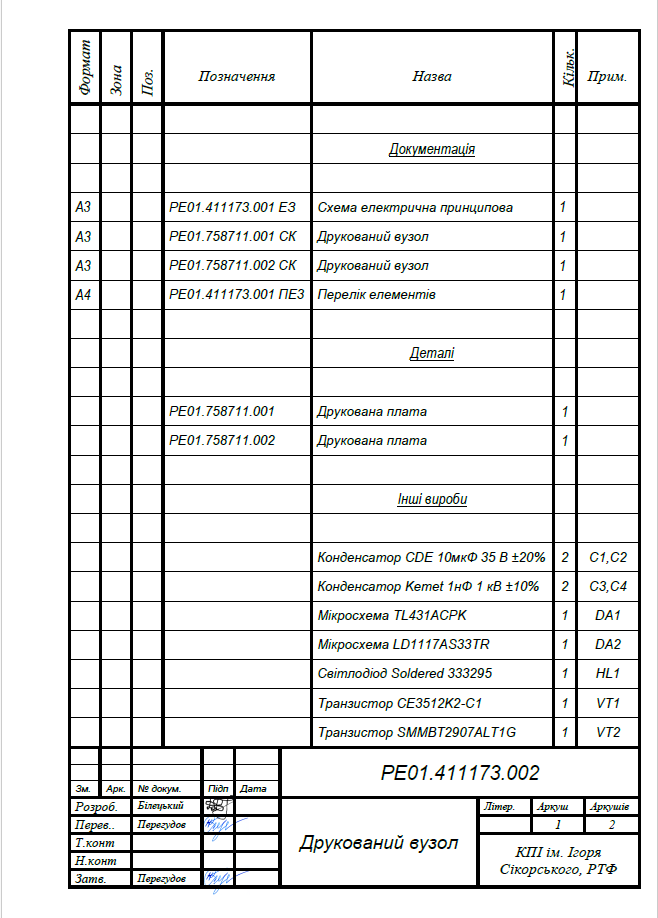 Формат Зона Поз. Позначення Назва Кільк. Прим.
Документація
А3 РЕ01.411173.001 ЕЗ Схема електрична принципова 1
А3 РЕ01.758711.001 СК Друкований вузол 1
А3 РЕ01.758711.002 СК Друкований вузол 1
А4 РЕ01.411173.001 ПЕЗ Перелік елементів 1
Деталі
РЕ01.758711.001 Друкована плата 1
РЕ01.758711.002 Друкована плата 1
Інші вироби
Конденсатор CDE 10мкФ 35 В ±20% 2 C1,C2
Конденсатор Kemet 1нФ 1 кВ ±10% 2 C3,C4
Мікросхема TL431ACPK 1 DA1
Мікросхема LD1117AS33TR 1 DA2
Світлодіод Soldered 333295 1 HL1
Транзистор CE3512K2-C1 1 VT1
Транзистор SMMBT2907ALT1G 1 VT2
РЕ01.411173.002
Зм. Арк. № докум. Підп Дата
Розроб. Білецький
Перев.. Перегудов
Т.конт
Н.конт
Затв. Перегудов
Друкований вузол
Літер. Аркуш Аркушів
1 2
КПІ ім. Ігоря
Сікорського, РТФ